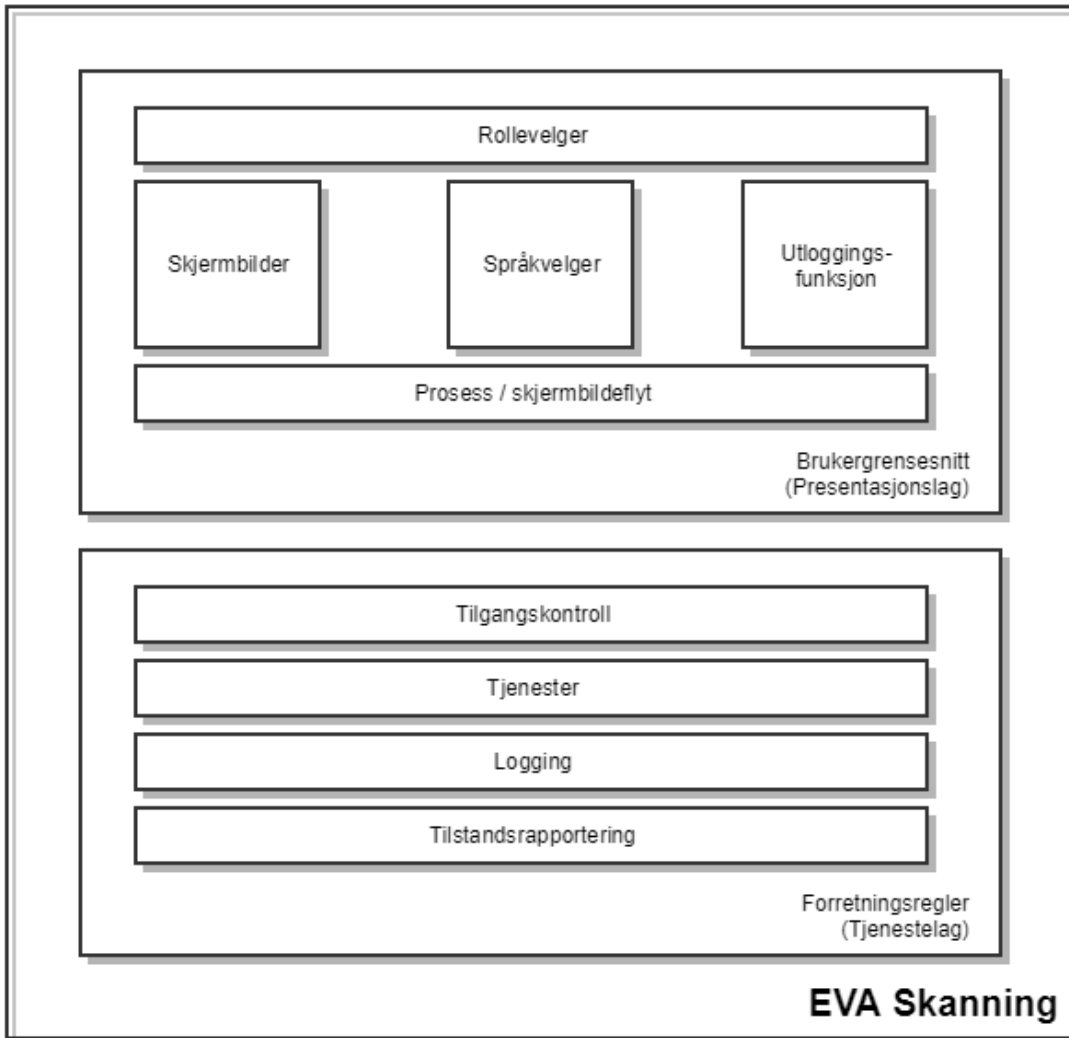 Rollevelger
Skjermbilder
Språkvelger
Utloggings-
funksjon
Prosess / skjermbildeflyt
Brukergrensesnitt
(Presentasjonslag)
Tilgangskontroll
Tjenester
Logging
Tilstandsrapportering
Forretningsregler
(Tjenestelag)
EVA Skanning